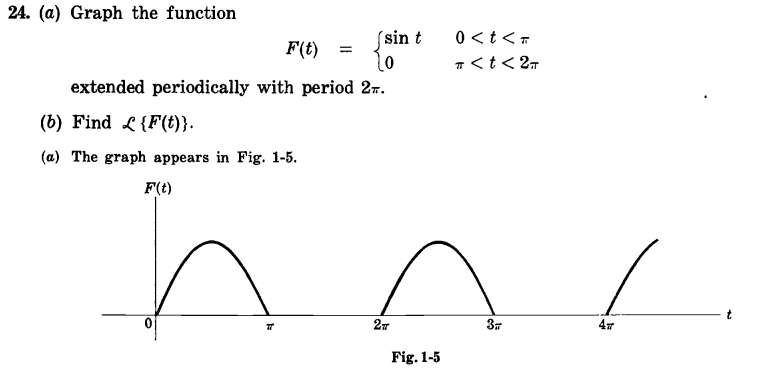 24. (a) Graph the function
F(t) = { sin t 0 < t < π
0 π < t < 2π
extended periodically with period 2π.
(b) Find ℒ {F(t)}.
(a) The graph appears in Fig. 1-5.
F(t)
0 π 2π 3π 4π t
Fig. 1-5